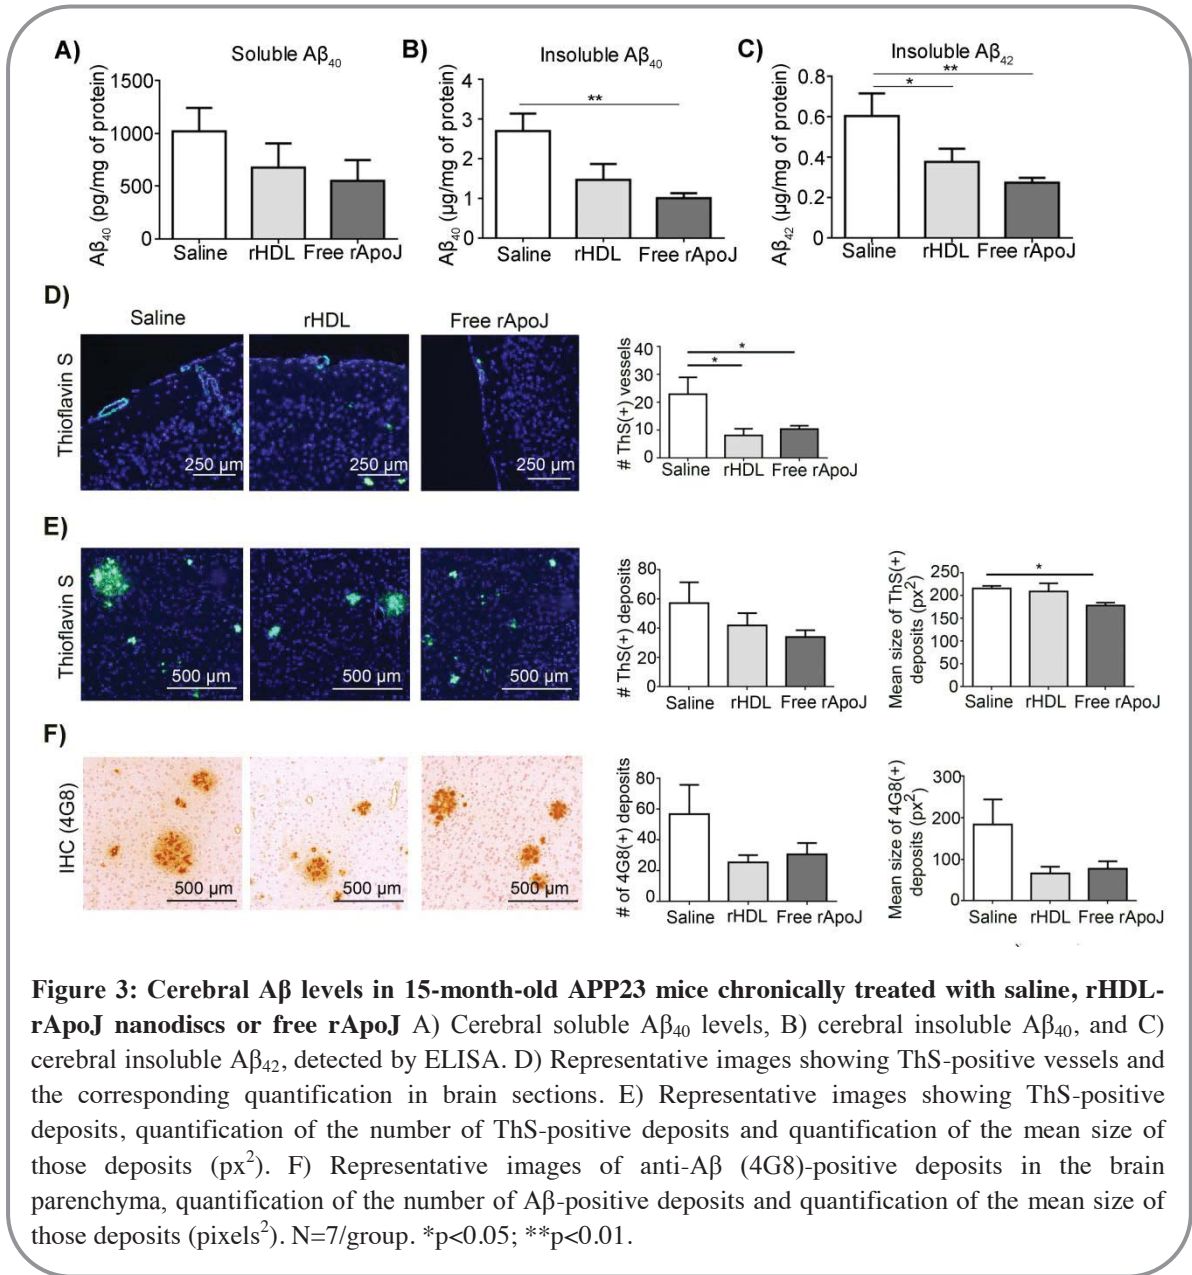 A)
Soluble Aβ40
Aβ40 (pg/mg of protein)
1500
1000
500
0
Saline rHDL Free rApoJ
B)
Insoluble Aβ40
Aβ40 (µg/mg of protein)
4
3
2
1
0
**
Saline rHDL Free rApoJ
C)
Insoluble Aβ42
Aβ42 (µg/mg of protein)
0.8
0.6
0.4
0.2
0
**
*
Saline rHDL Free rApoJ
D)
Saline rHDL Free rApoJ
Thioflavin S
250 µm 250 µm 250 µm
# ThS(+) vessels
40
30
20
10
0
*
*
Saline rHDL Free rApoJ
E)
Thioflavin S
500 µm 500 µm 500 µm
# ThS(+) deposits
80
60
40
20
0
Saline rHDL Free rApoJ
Mean size of ThS(+)
deposits (px²)
250
200
150
100
50
0
*
Saline rHDL Free rApoJ
F)
IHC (4G8)
500 µm 500 µm 500 µm
# of 4G8(+) deposits
80
60
40
20
0
Saline rHDL Free rApoJ
Mean size of 4G8(+)
deposits (px²)
300
200
100
0
Saline rHDL Free rApoJ
Figure 3: Cerebral Aβ levels in 15-month-old APP23 mice chronically treated with saline, rHDL-
rApoJ nanodiscs or free rApoJ A) Cerebral soluble Aβ40 levels, B) cerebral insoluble Aβ40, and C)
cerebral insoluble Aβ42, detected by ELISA. D) Representative images showing ThS-positive vessels and
the corresponding quantification in brain sections. E) Representative images showing ThS-positive
deposits, quantification of the number of ThS-positive deposits and quantification of the mean size of
those deposits (px²). F) Representative images of anti-Aβ (4G8)-positive deposits in the brain
parenchyma, quantification of the number of Aβ-positive deposits and quantification of the mean size of
those deposits (pixels²). N=7/group. *p<0.05; **p<0.01.